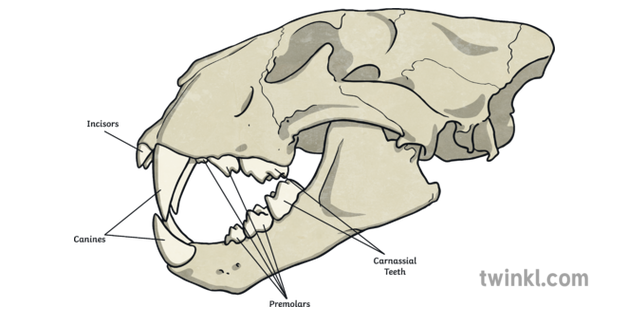 Incisors
Canines
Carnassial
Teeth
Premolars
twinkl.com